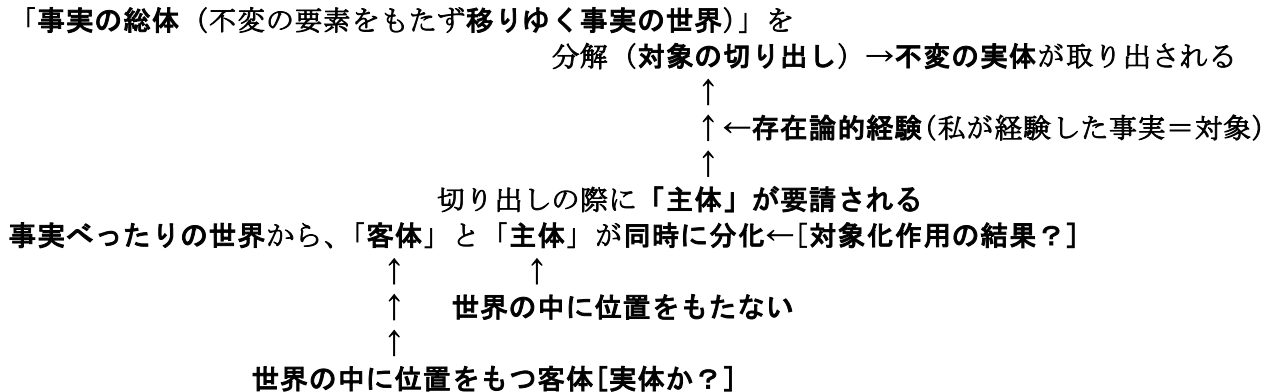 「事実の総体（不変の要素をもたず移りゆく事実の世界）」を
分解（対象の切り出し）→不変の実体が取り出される
↑
↑←存在論的経験(私が経験した事実＝対象)
↑
切り出しの際に「主体」が要請される
事実べったりの世界から、「客体」と「主体」が同時に分化←[対象化作用の結果？]
↑ ↑
↑ 世界の中に位置をもたない
↑
世界の中に位置をもつ客体[実体か？]